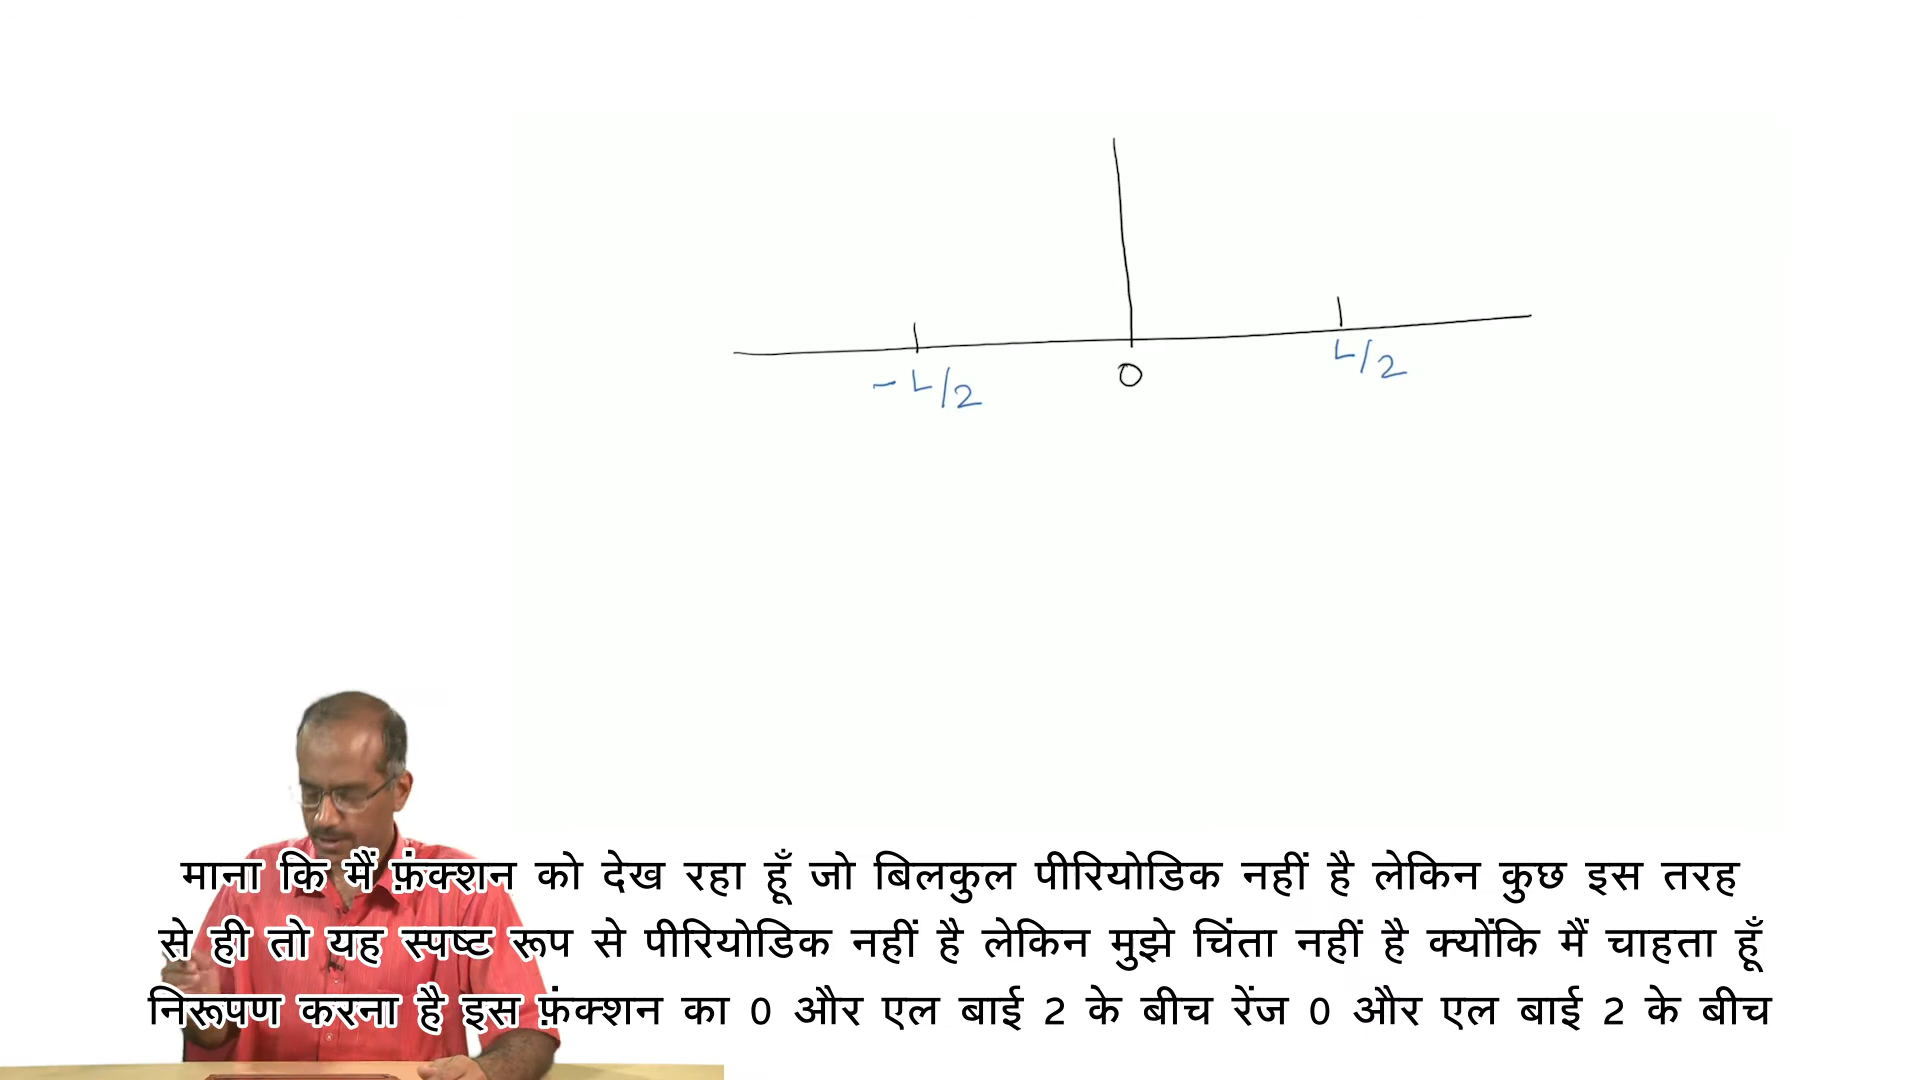 - L/2 0 L/2
माना कि मैं फ़ंक्शन को देख रहा हूँ जो बिलकुल पीरियोडिक नहीं है लेकिन कुछ इस तरह
से ही तो यह स्पष्ट रूप से पीरियोडिक नहीं है लेकिन मुझे चिंता नहीं है क्योंकि मैं चाहता हूँ
निरूपण करना है इस फ़ंक्शन का 0 और एल बाई 2 के बीच रेंज 0 और एल बाई 2 के बीच